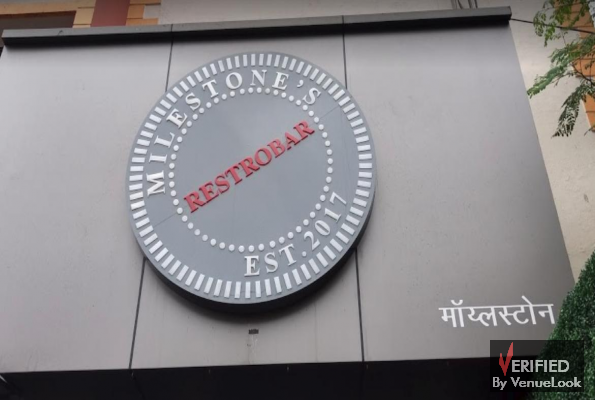 MILESTONE'S
RESTROBAR
EST. 2017
मॉय्लस्टोन
VERIFIED
By VenueLook